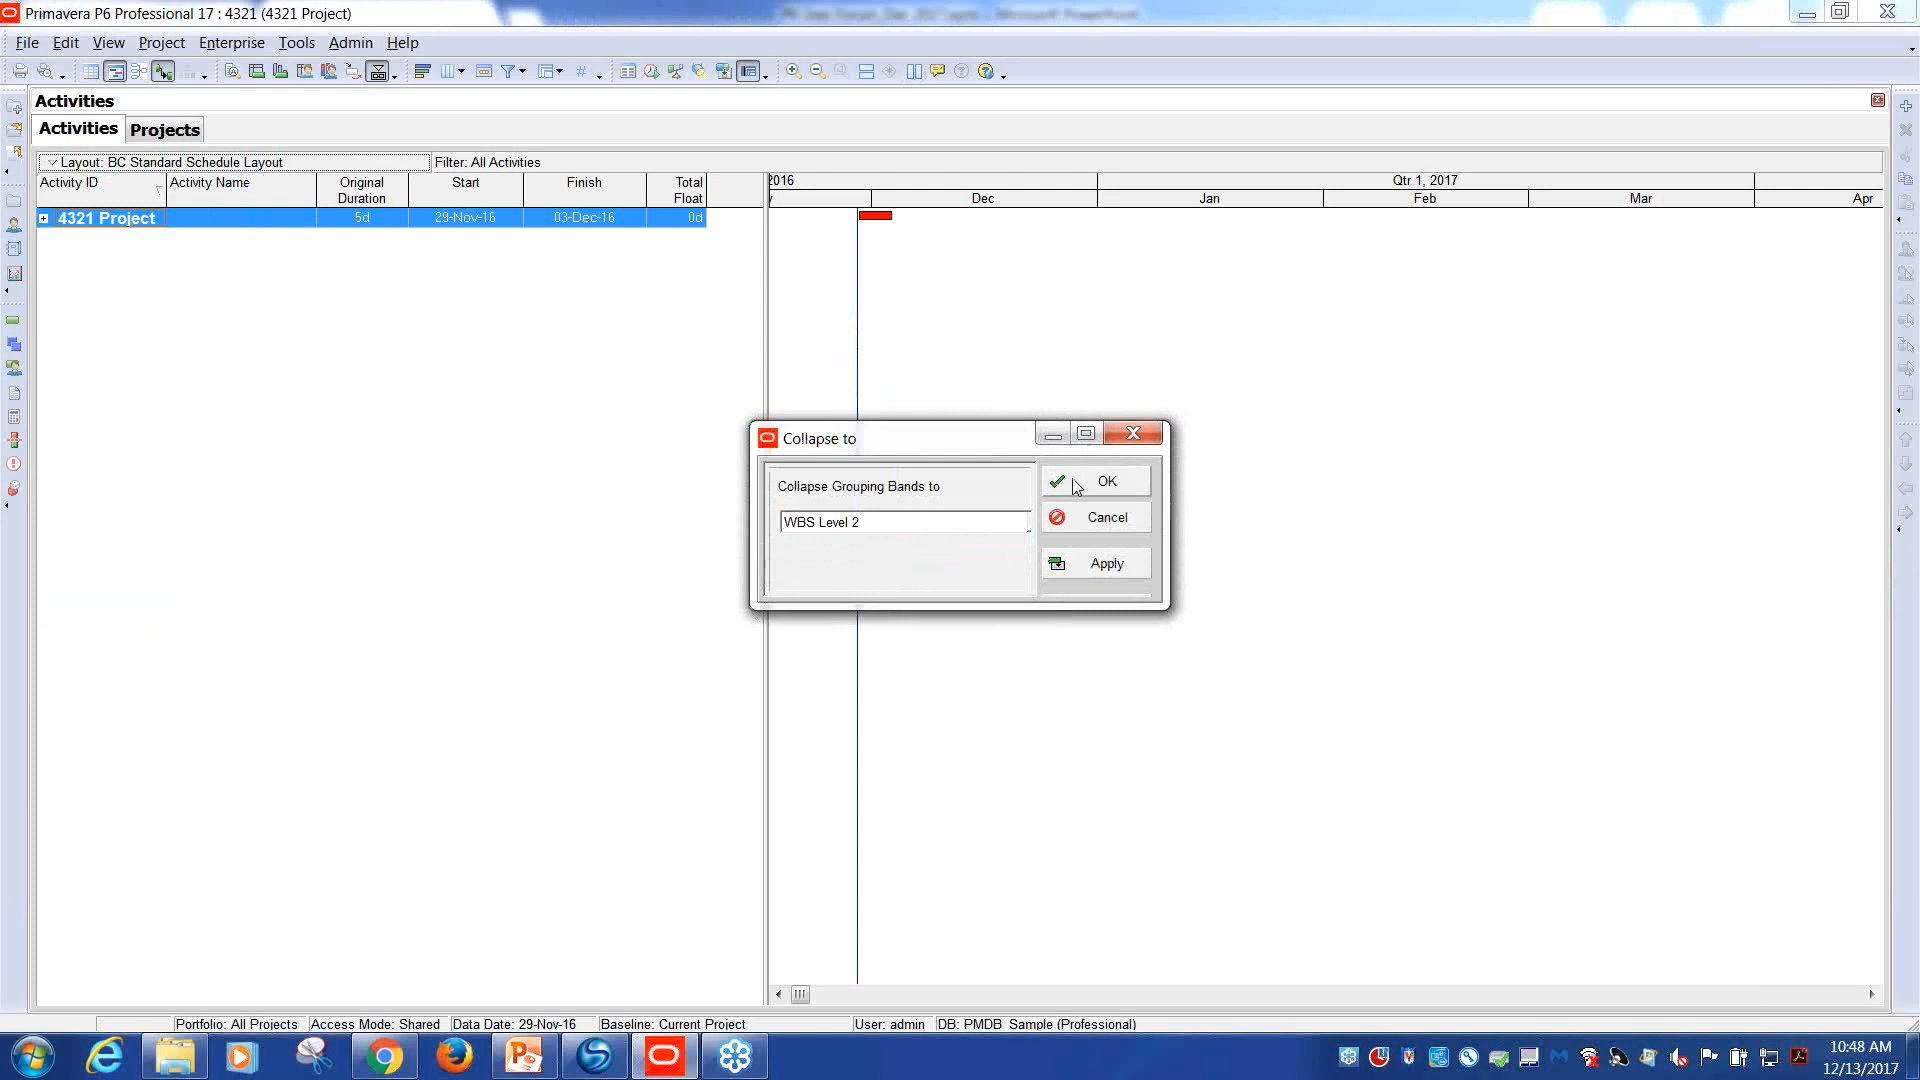 Primavera P6 Professional 17 : 4321 (4321 Project)
File Edit View Project Enterprise Tools Admin Help
Activities
Activities Projects
Layout: BC Standard Schedule Layout Filter: All Activities
Activity ID Activity Name Original Duration Start Finish Total Float
2016 Qtr 1, 2017
Dec Jan Feb Mar Apr
4321 Project 5d 29-Nov-16 03-Dec-16 0d
Collapse to
Collapse Grouping Bands to
WBS Level 2
OK
Cancel
Apply
Portfolio: All Projects Access Mode: Shared Data Date: 29-Nov-16 Baseline: Current Project User: admin DB: PMDB Sample (Professional)
10:48 AM
12/13/2017